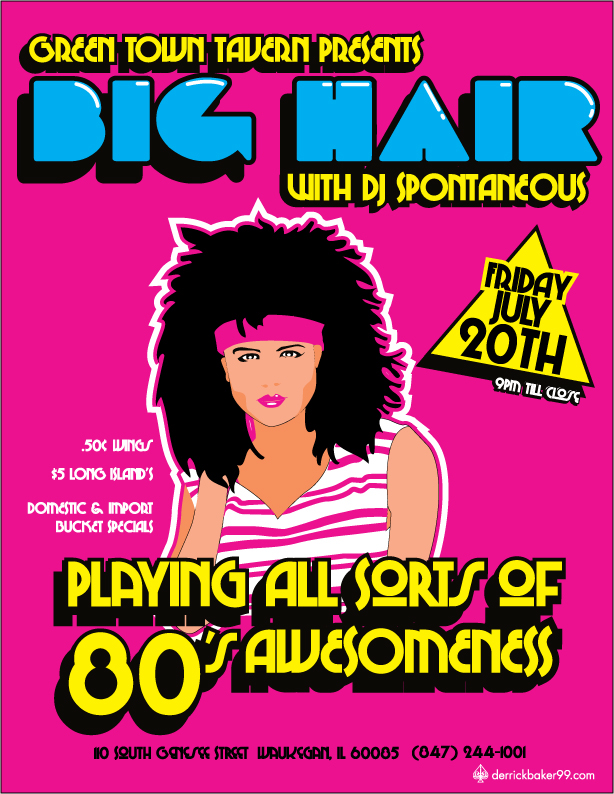 GREEN TOWN TAVERN PRESENTS
BIG HAIR
WITH DJ SPONTANEOUS
FRIDAY
JULY
20TH
9PM TILL CLOSE
.50¢ WINGS
$5 LONG ISLAND'S
DOMESTIC & IMPORT
BUCKET SPECIALS
PLAYING ALL SORTS OF
80's AWESOMENESS
110 SOUTH GENESEE STREET WAUKEGAN, IL 60085 (847) 244-1001
derrickbaker99.com